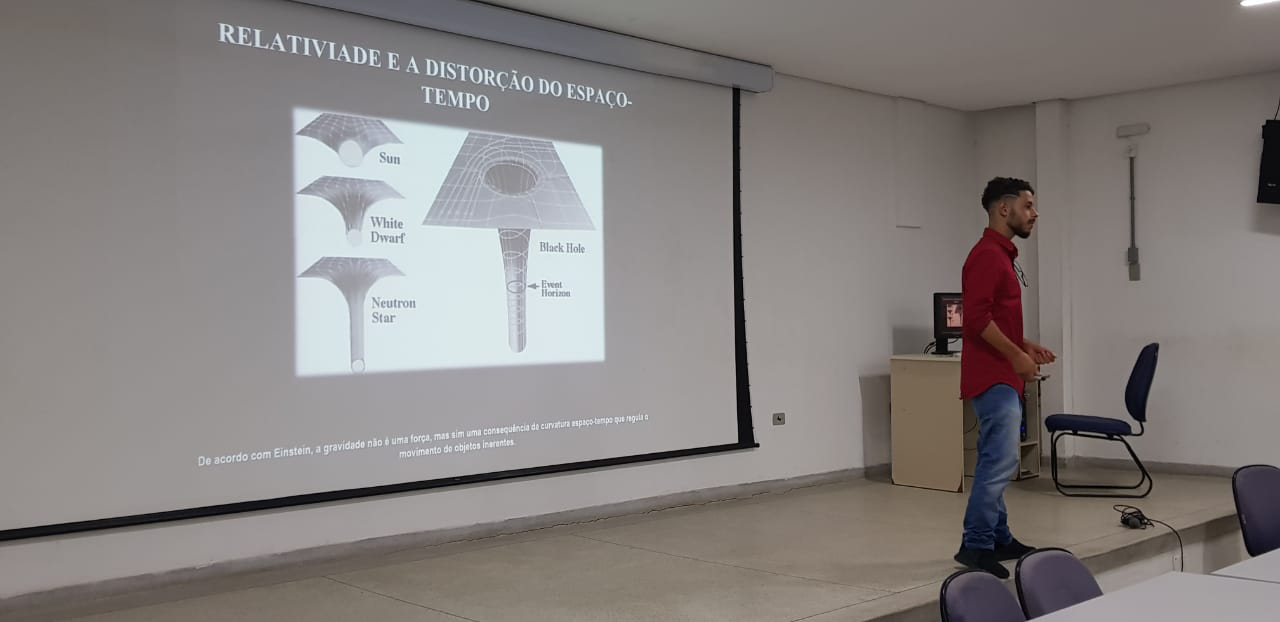 RELATIVIADE E A DISTORÇÃO DO ESPAÇO-
TEMPO
Sun
White
Dwarf
Neutron
Star
Black Hole
Event
Horizon
De acordo com Einstein, a gravidade não é uma força, mas sim uma consequência da curvatura espaço-tempo que regula o
movimento de objetos inerentes.